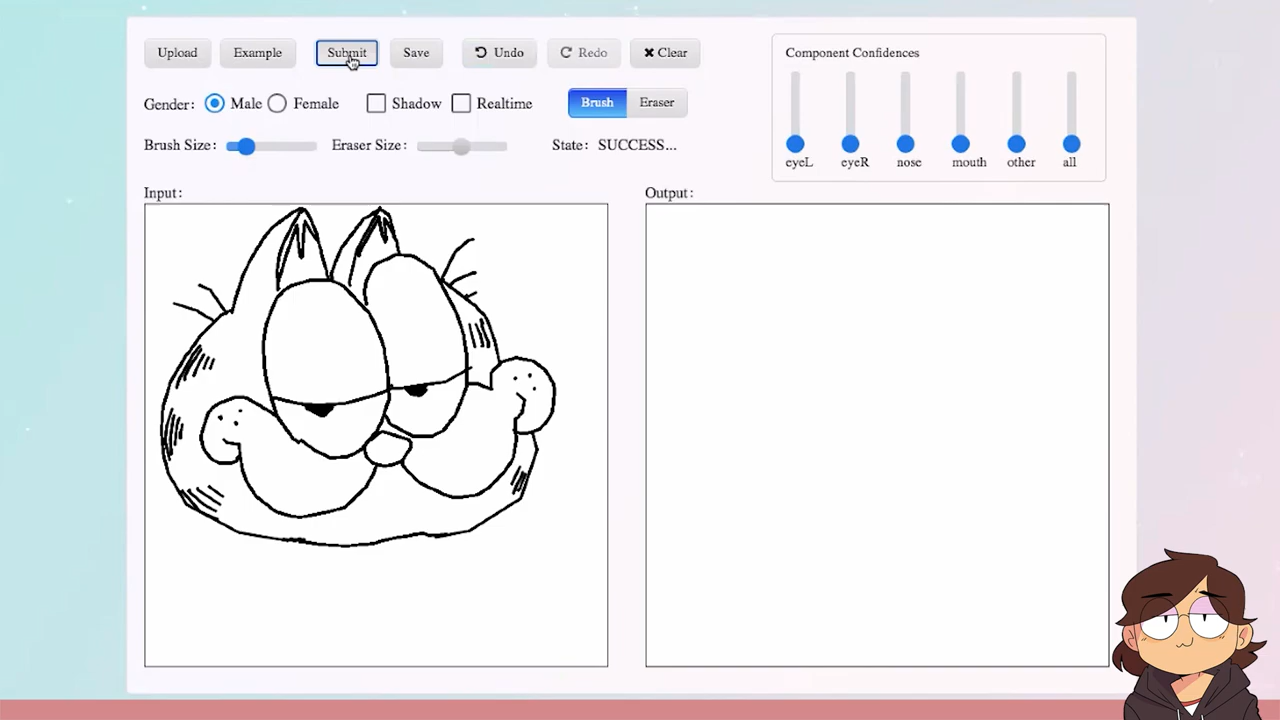 Upload Example Submit Save Undo Redo Clear
Gender: Male Female Shadow Realtime Brush Eraser
Brush Size: Eraser Size: State: SUCCESS...
Component Confidences
eyeL eyeR nose mouth other all
Input: Output: